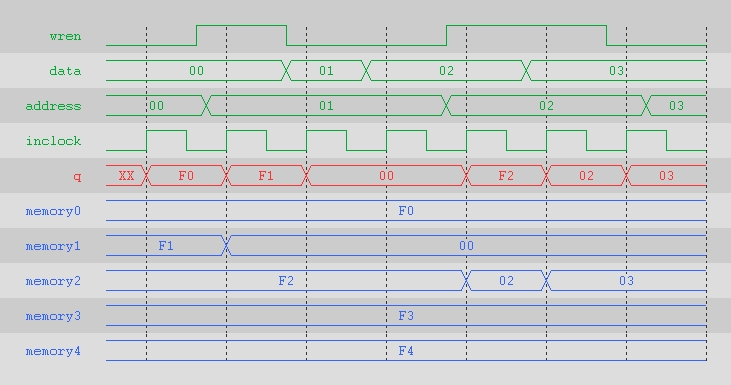 wren
data 00 01 02 03
address 00 01 02 03
inclock
q XX F0 F1 00 F2 02 03
memory0 F0
memory1 F1 00
memory2 F2 02 03
memory3 F3
memory4 F4